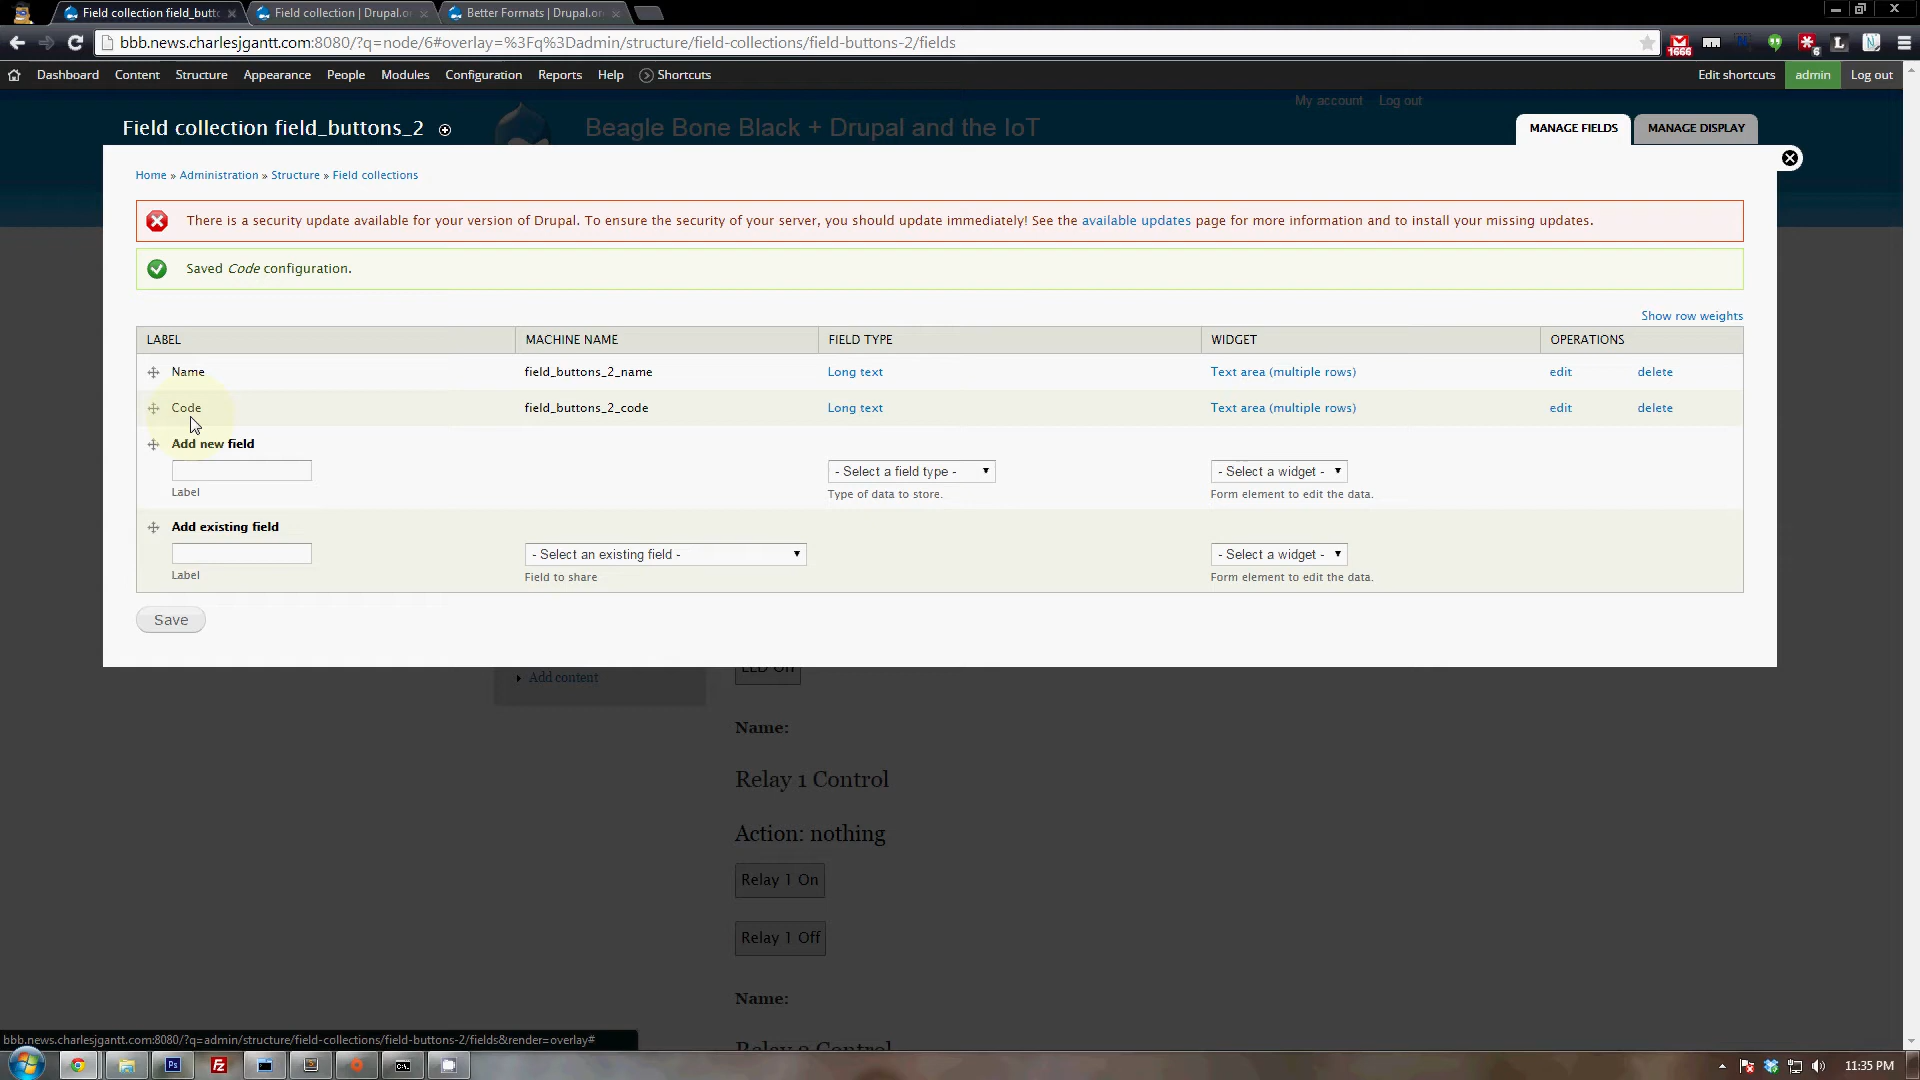 Field collection field_butt
Field collection | Drupal.or
Better Formats | Drupal.or
bbb.news.charlesjgantt.com:8080/?q=node/6#overlay=%3Fq%3Dadmin/structure/field-collections/field-buttons-2/fields
1666
6
L
N
Dashboard Content Structure Appearance People Modules Configuration Reports Help Shortcuts
Edit shortcuts admin Log out
My account Log out
Field collection field_buttons_2
Beagle Bone Black + Drupal and the IoT
MANAGE FIELDS MANAGE DISPLAY
Home » Administration » Structure » Field collections
There is a security update available for your version of Drupal. To ensure the security of your server, you should update immediately! See the available updates page for more information and to install your missing updates.
Saved Code configuration.
Show row weights
LABEL MACHINE NAME FIELD TYPE WIDGET OPERATIONS
Name field_buttons_2_name Long text Text area (multiple rows) edit delete
Code field_buttons_2_code Long text Text area (multiple rows) edit delete
Add new field
- Select a field type - - Select a widget -
Label Type of data to store. Form element to edit the data.
Add existing field
- Select an existing field - - Select a widget -
Label Field to share Form element to edit the data.
Save
Add content
Name:
Relay 1 Control
Action: nothing
Relay 1 On
Relay 1 Off
Name:
bbb.news.charlesjgantt.com:8080/?q=admin/structure/field-collections/field-buttons-2/fields&render=overlay#
Ps
Fz
11:35 PM